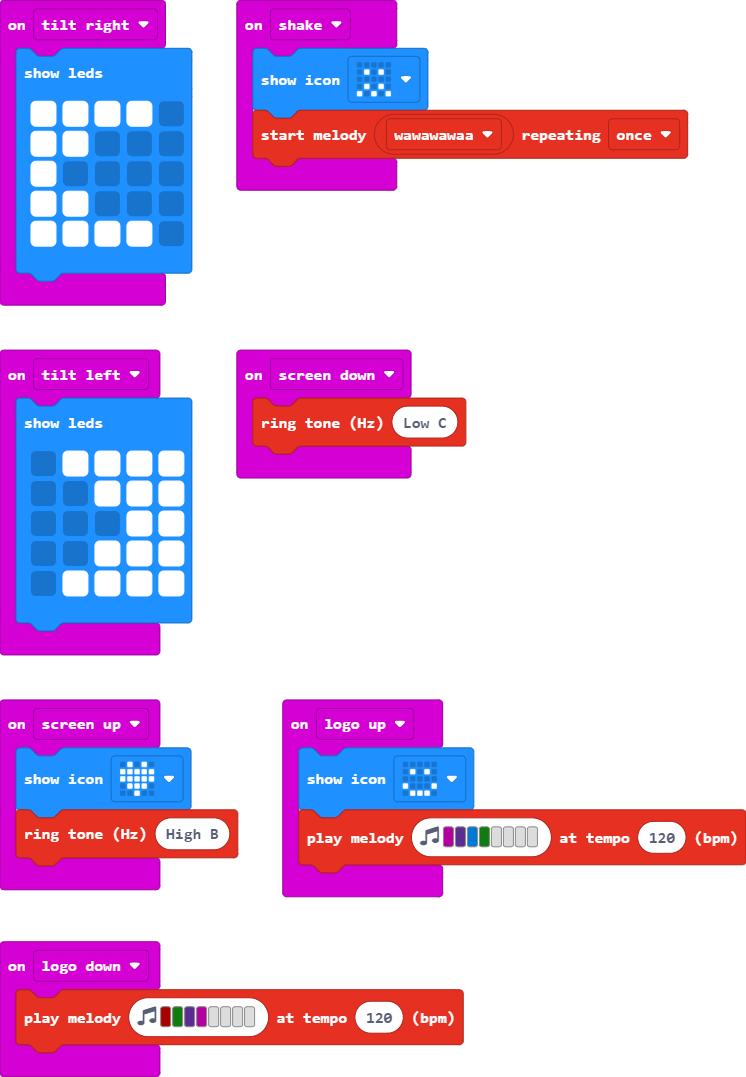 on tilt right
show leds
on shake
show icon
start melody wawawawaa repeating once
on tilt left
show leds
on screen down
ring tone (Hz) Low C
on screen up
show icon
ring tone (Hz) High B
on logo up
show icon
play melody at tempo 120 (bpm)
on logo down
play melody at tempo 120 (bpm)